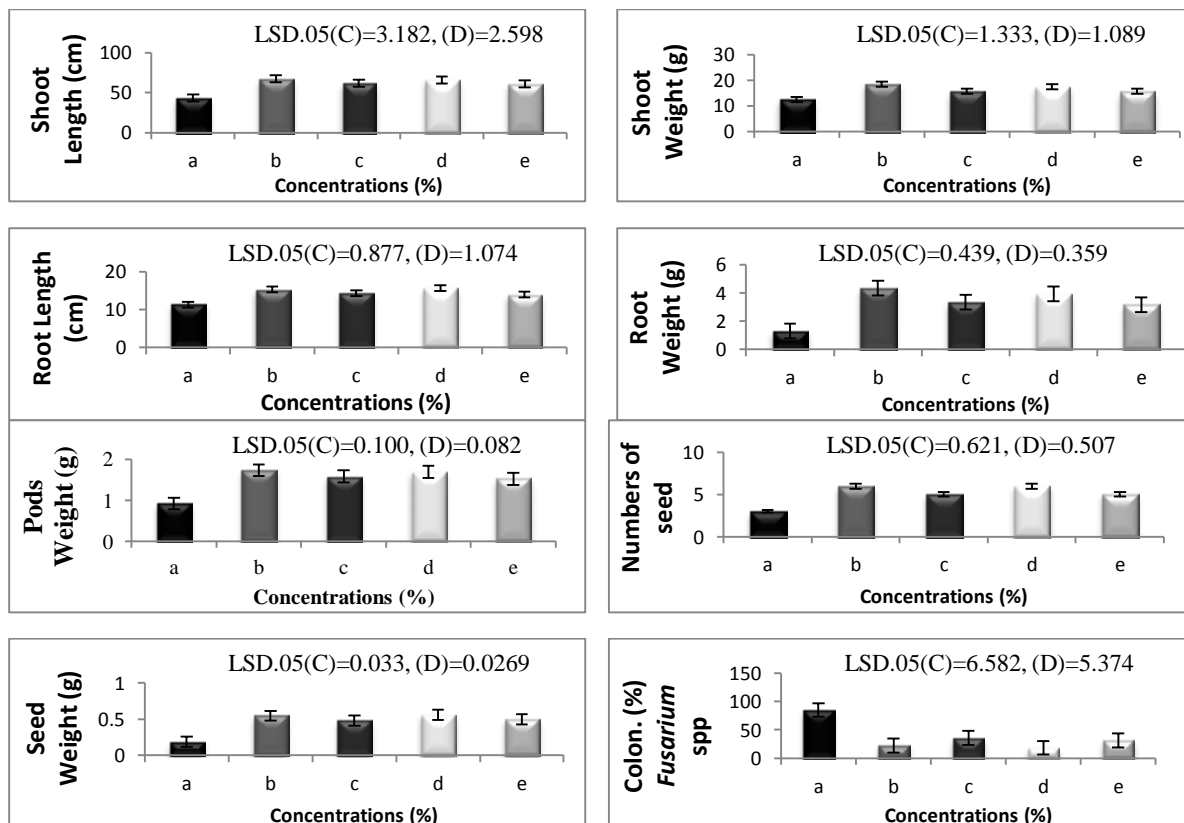 LSD.05(C)=3.182, (D)=2.598
Shoot
Length (cm)
100
50
0
a b c d e
Concentrations (%)
LSD.05(C)=1.333, (D)=1.089
Shoot
Weight (g)
30
20
10
0
a b c d e
Concentrations (%)
LSD.05(C)=0.877, (D)=1.074
Root Length
(cm)
20
10
0
a b c d e
Concentrations (%)
LSD.05(C)=0.439, (D)=0.359
Root
Weight (g)
6
4
2
0
a b c d e
Concentrations (%)
LSD.05(C)=0.100, (D)=0.082
Pods
Weight (g)
2
1
0
a b c d e
Concentrations (%)
LSD.05(C)=0.621, (D)=0.507
Numbers of
seed
10
5
0
a b c d e
Concentrations (%)
LSD.05(C)=0.033, (D)=0.0269
Seed
Weight (g)
1
0.5
0
a b c d e
Concentrations (%)
LSD.05(C)=6.582, (D)=5.374
Colon. (%)
Fusarium
spp
100
50
0
a b c d e
Concentrations (%)